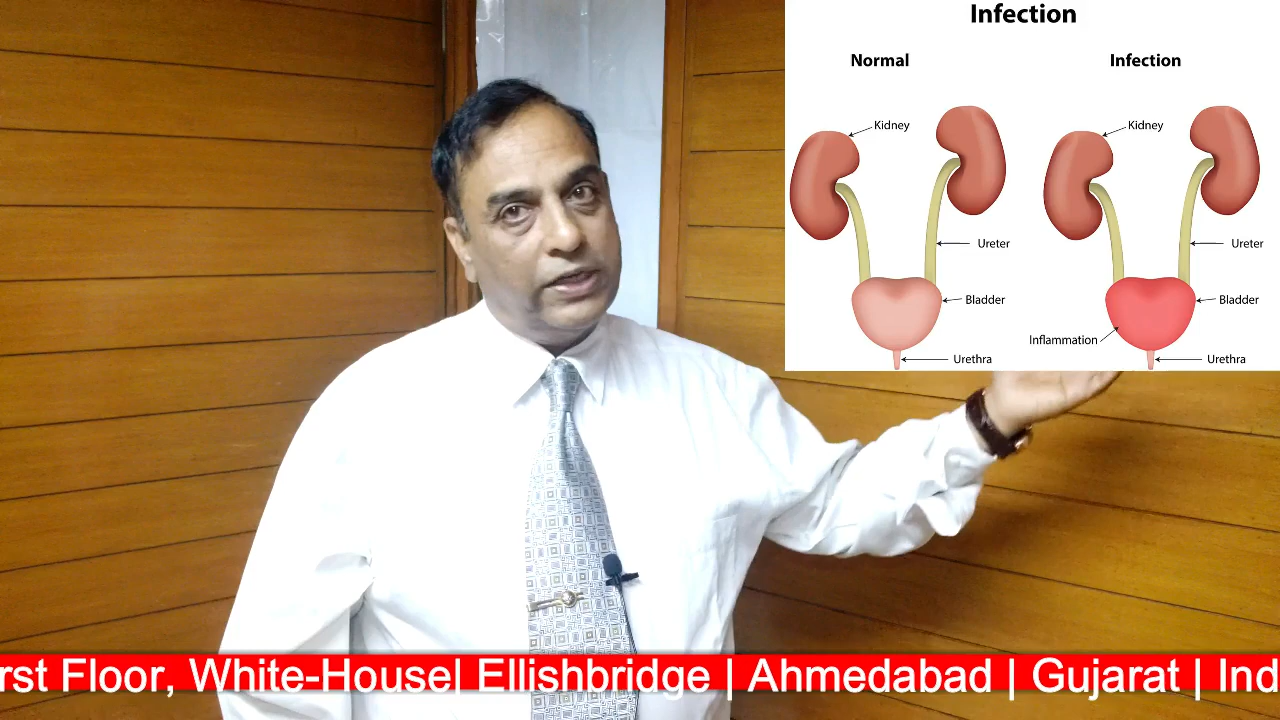 Infection
Normal
Infection
Kidney
Kidney
Ureter
Ureter
Bladder
Bladder
Inflammation
Urethra
Urethra
rst Floor, White-Housel Ellishbridge | Ahmedabad | Gujarat | Ind